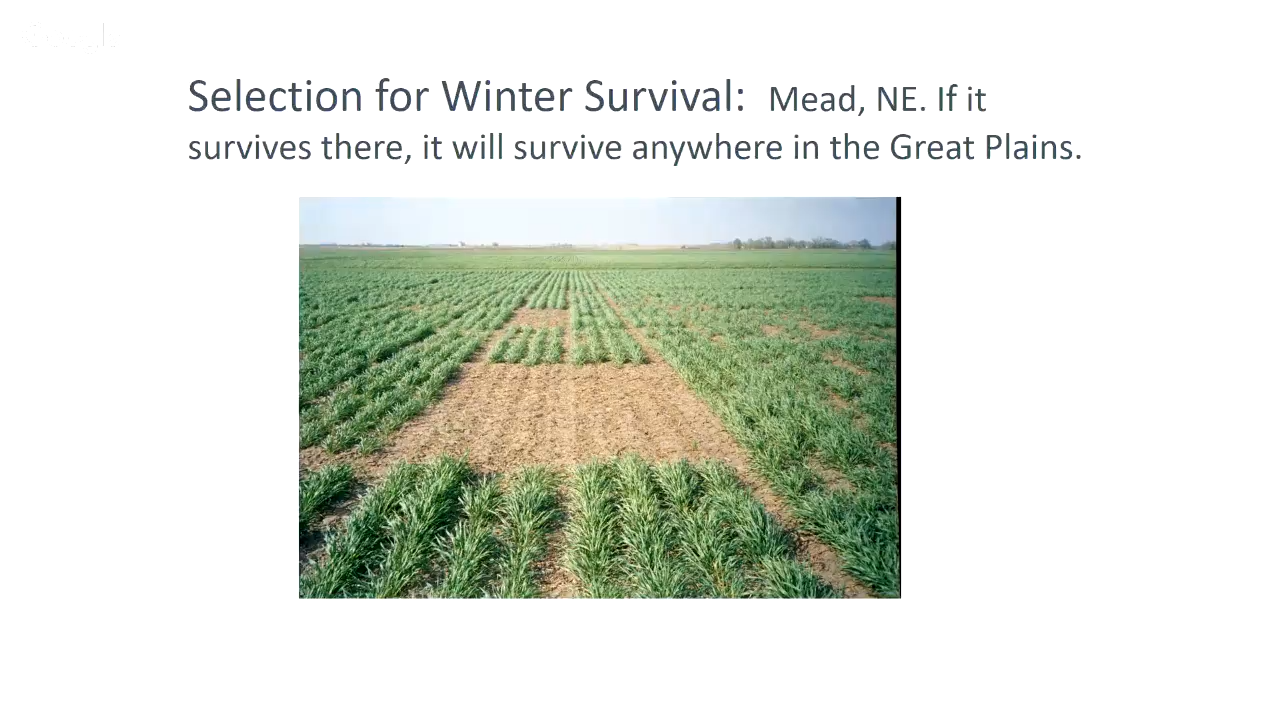 Selection for Winter Survival: Mead, NE. If it
survives there, it will survive anywhere in the Great Plains.